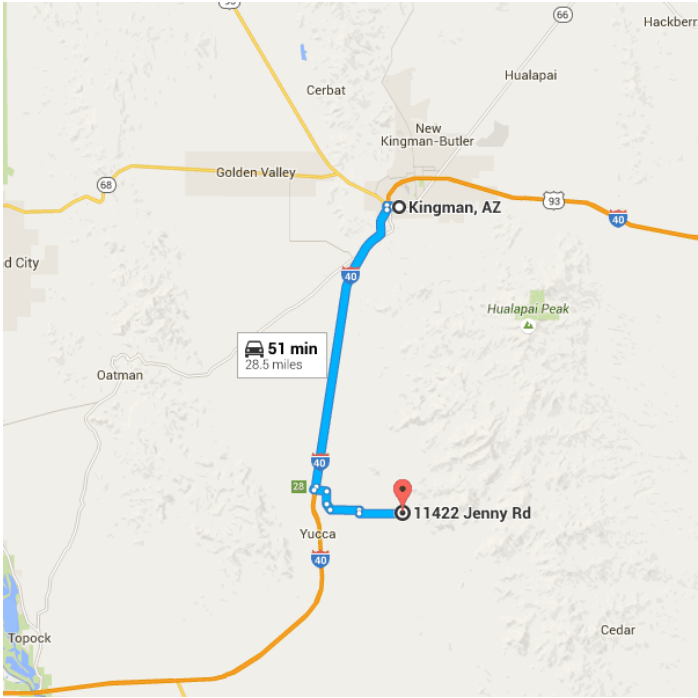 93
66
Hackberr
Cerbat
Hualapai
New
Kingman-Butler
Golden Valley
68
Kingman, AZ
93
40
d City
40
Hualapai Peak
51 min
28.5 miles
Oatman
40
28
11422 Jenny Rd
Yucca
40
Cedar
Topock